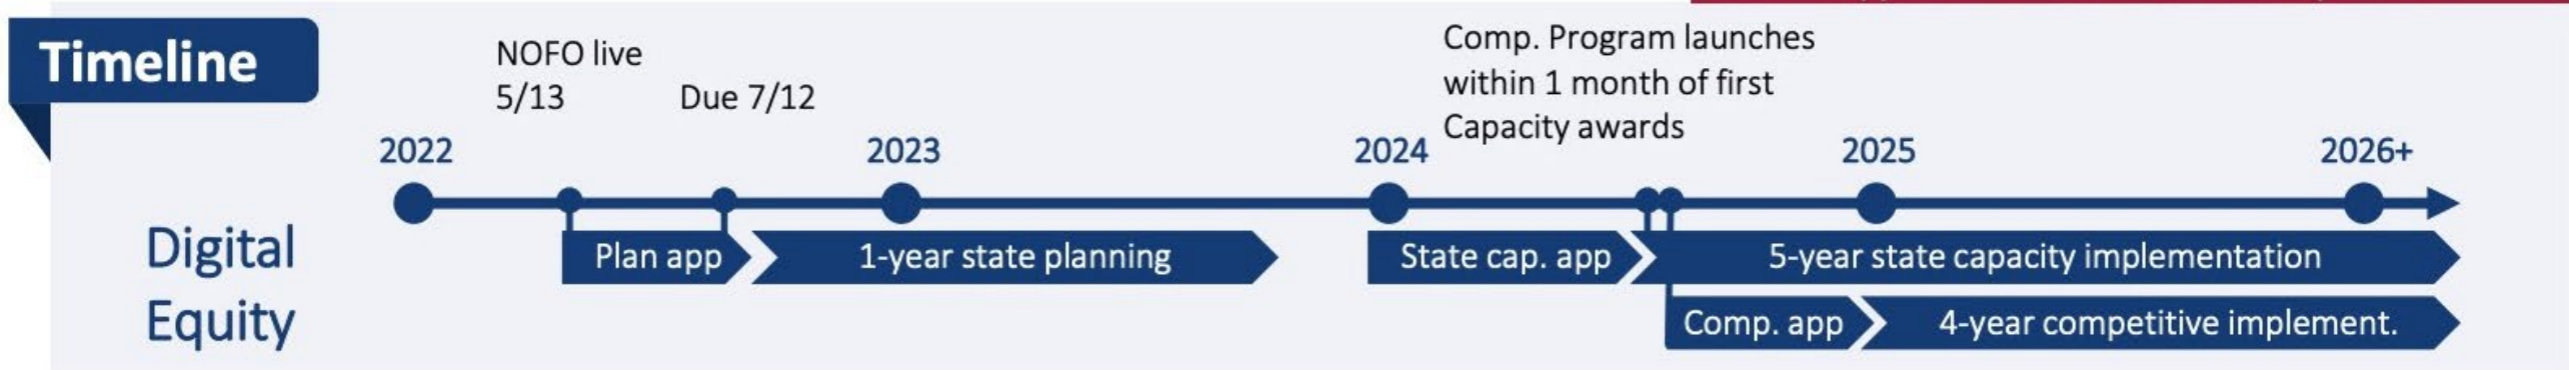 Timeline
NOFO live
5/13
Due 7/12
Comp. Program launches
within 1 month of first
Capacity awards
2022
2023
2024
2025
2026+
Digital
Equity
Plan app
1-year state planning
State cap. app
5-year state capacity implementation
Comp. app
4-year competitive implement.